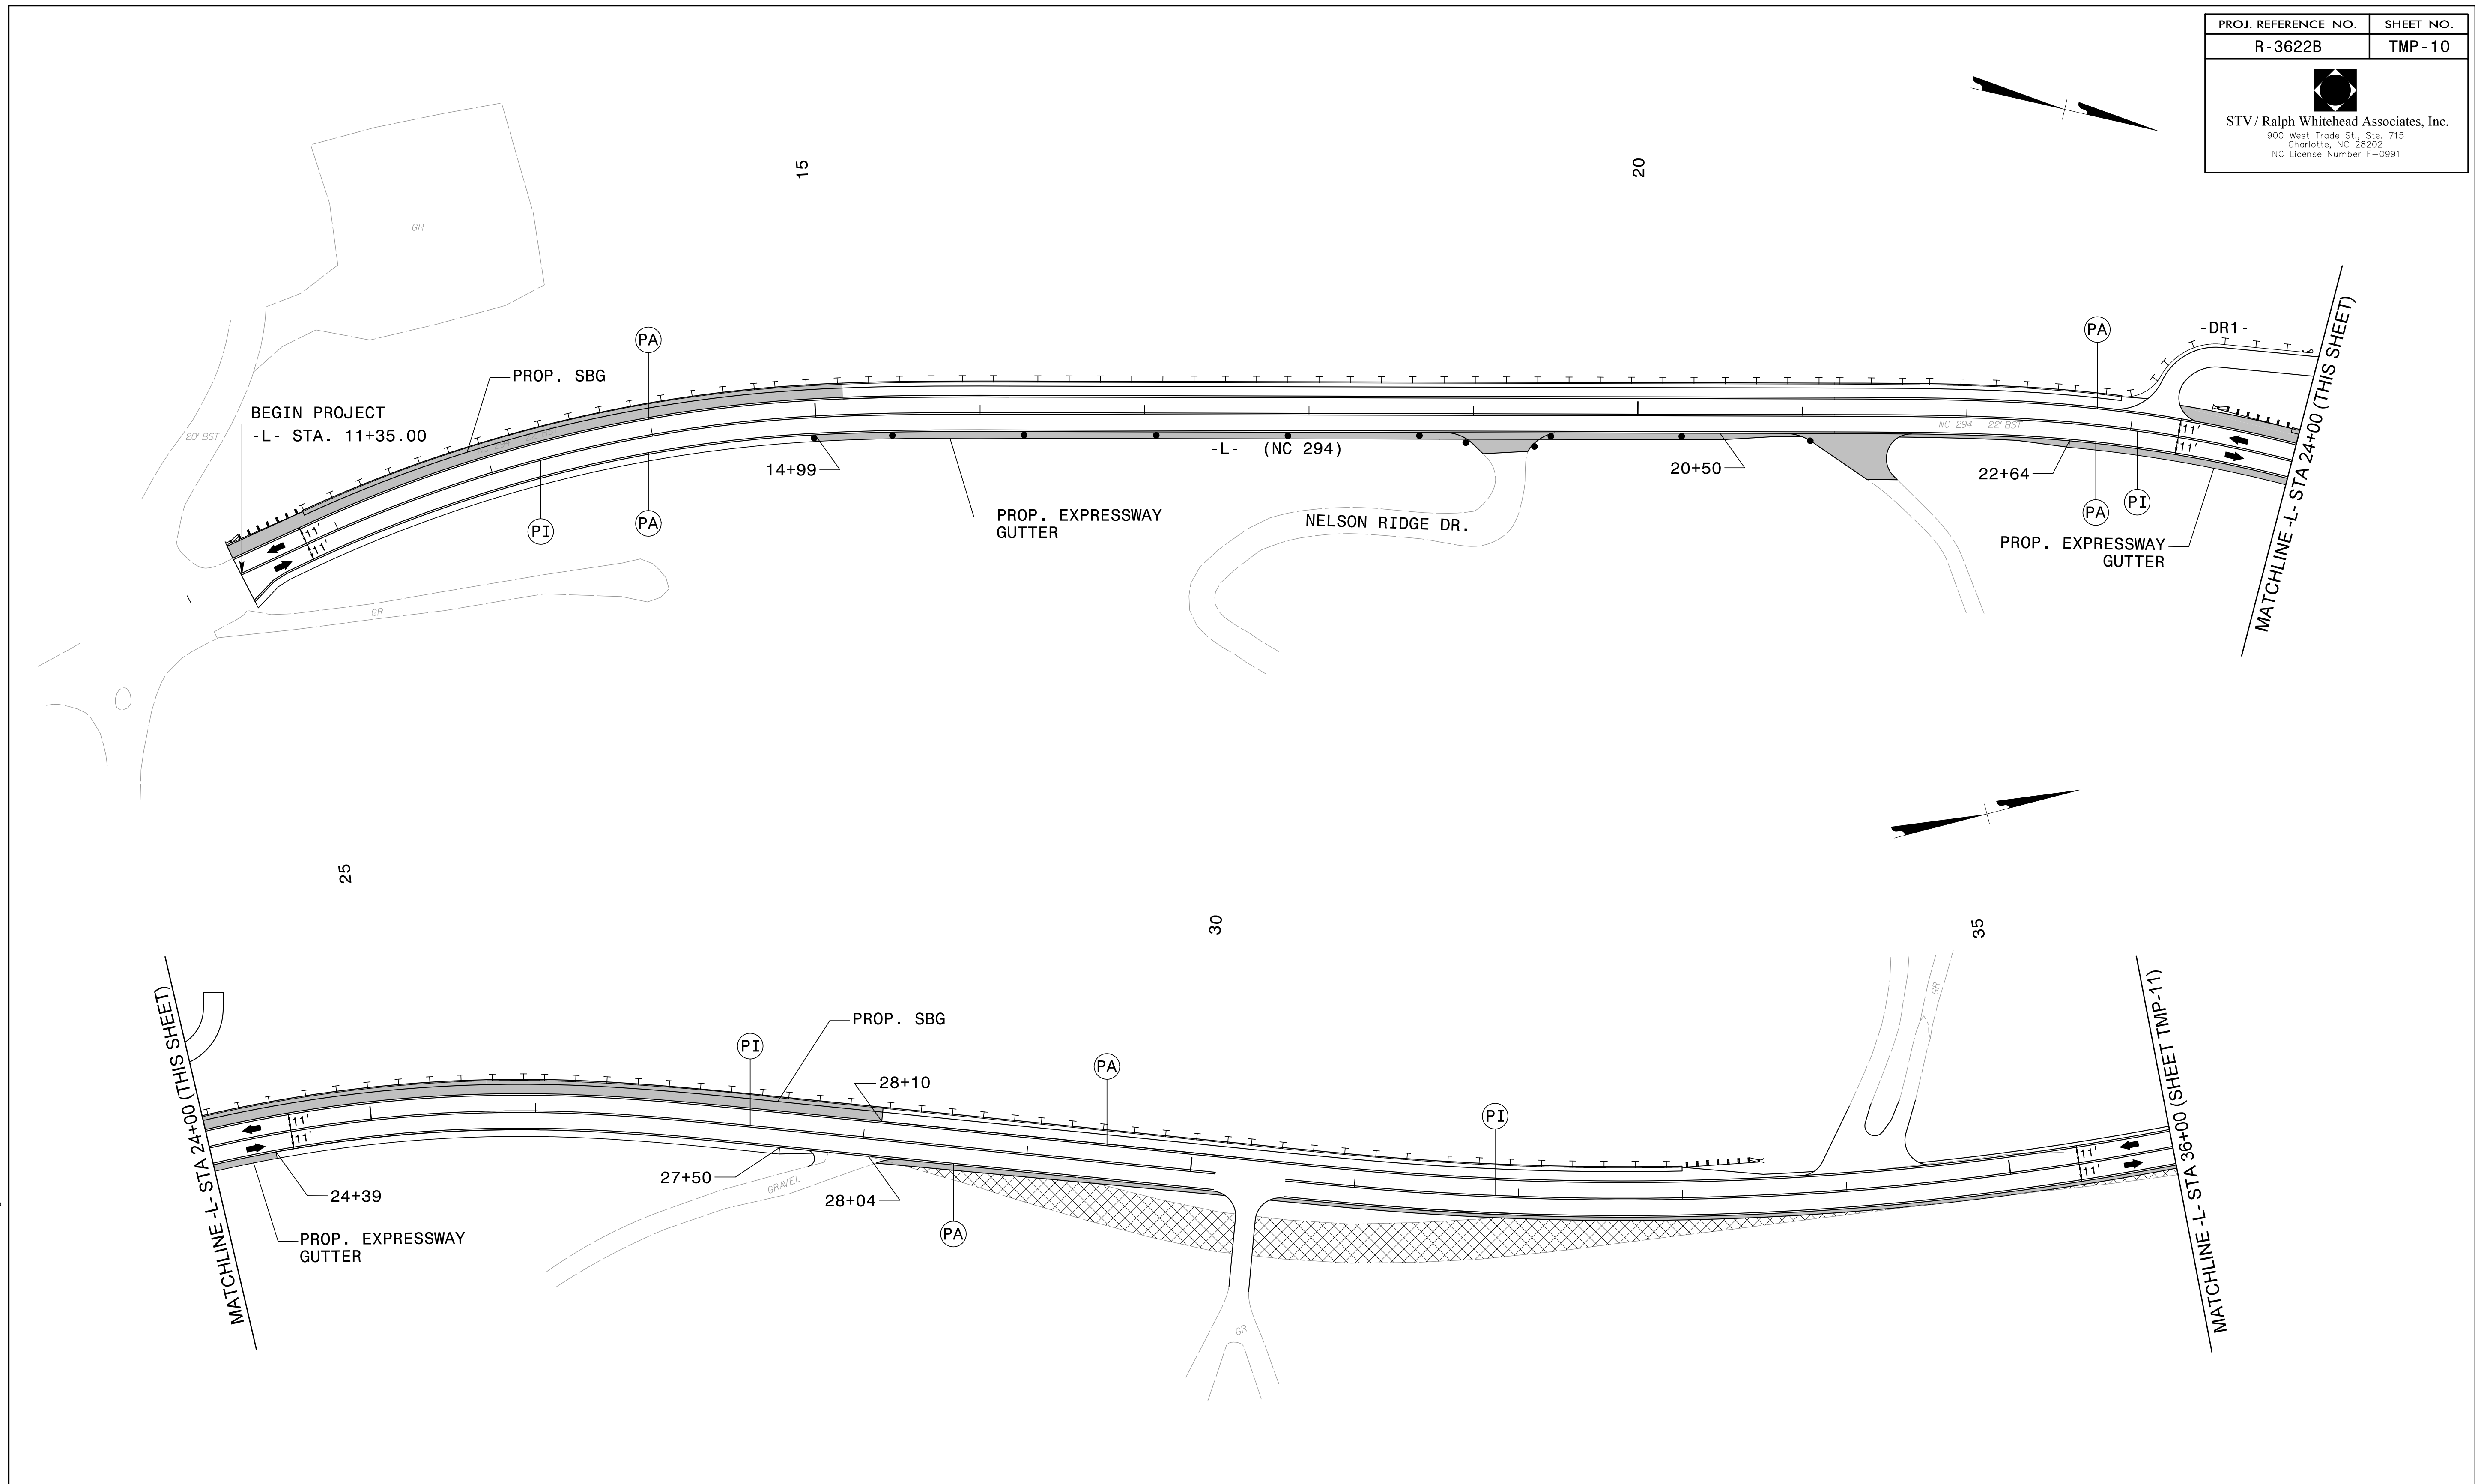 PROJ. REFERENCE NO.
SHEET NO.
R-3622B
TMP-10
STV / Ralph Whitehead Associates, Inc.
900 West Trade St., Ste. 715
Charlotte, NC 28202
NC License Number F-0991
15
20
GR
PA
PA
-DR1-
PROP. SBG
BEGIN PROJECT
-L- STA. 11+35.00
20' BST
NC 294 22' BST
11'
11'
11'
11'
-L- (NC 294)
14+99
20+50
22+64
PI
PA
PA
PI
PROP. EXPRESSWAY
GUTTER
NELSON RIDGE DR.
PROP. EXPRESSWAY
GUTTER
GR
MATCHLINE -L- STA 24+00 (THIS SHEET)
25
30
35
MATCHLINE -L- STA 24+00 (THIS SHEET)
PROP. SBG
PI
PA
28+10
PI
GR
11'
11'
11'
11'
27+50
GRAVEL
28+04
24+39
PA
PROP. EXPRESSWAY
GUTTER
GR
MATCHLINE -L- STA 36+00 (SHEET TMP-11)